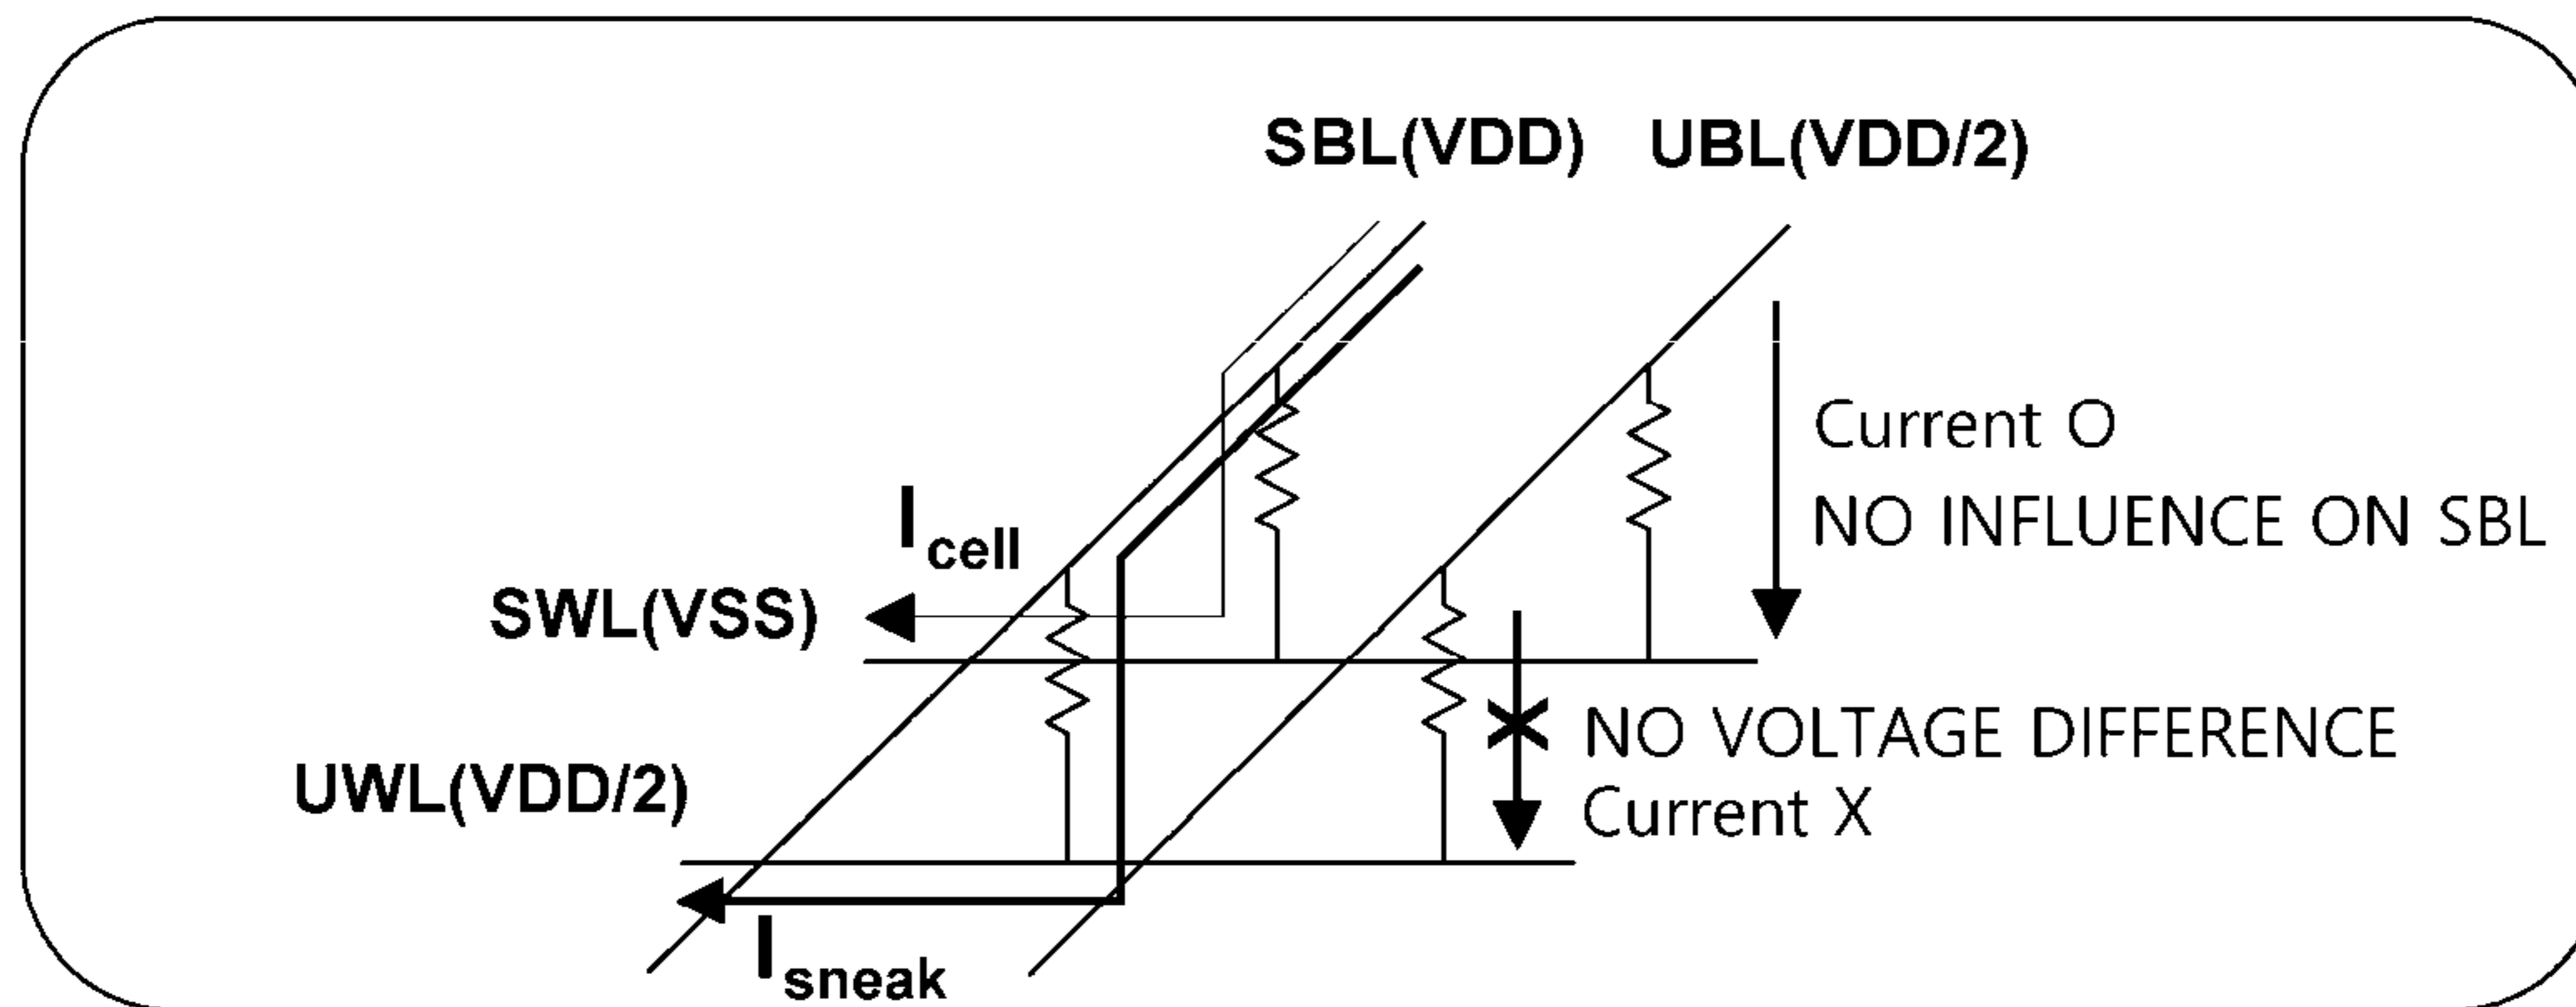 SBL(VDD) UBL(VDD/2)
Current O
NO INFLUENCE ON SBL
Icell
SWL(VSS)
NO VOLTAGE DIFFERENCE
UWL(VDD/2)
Current X
Isneak